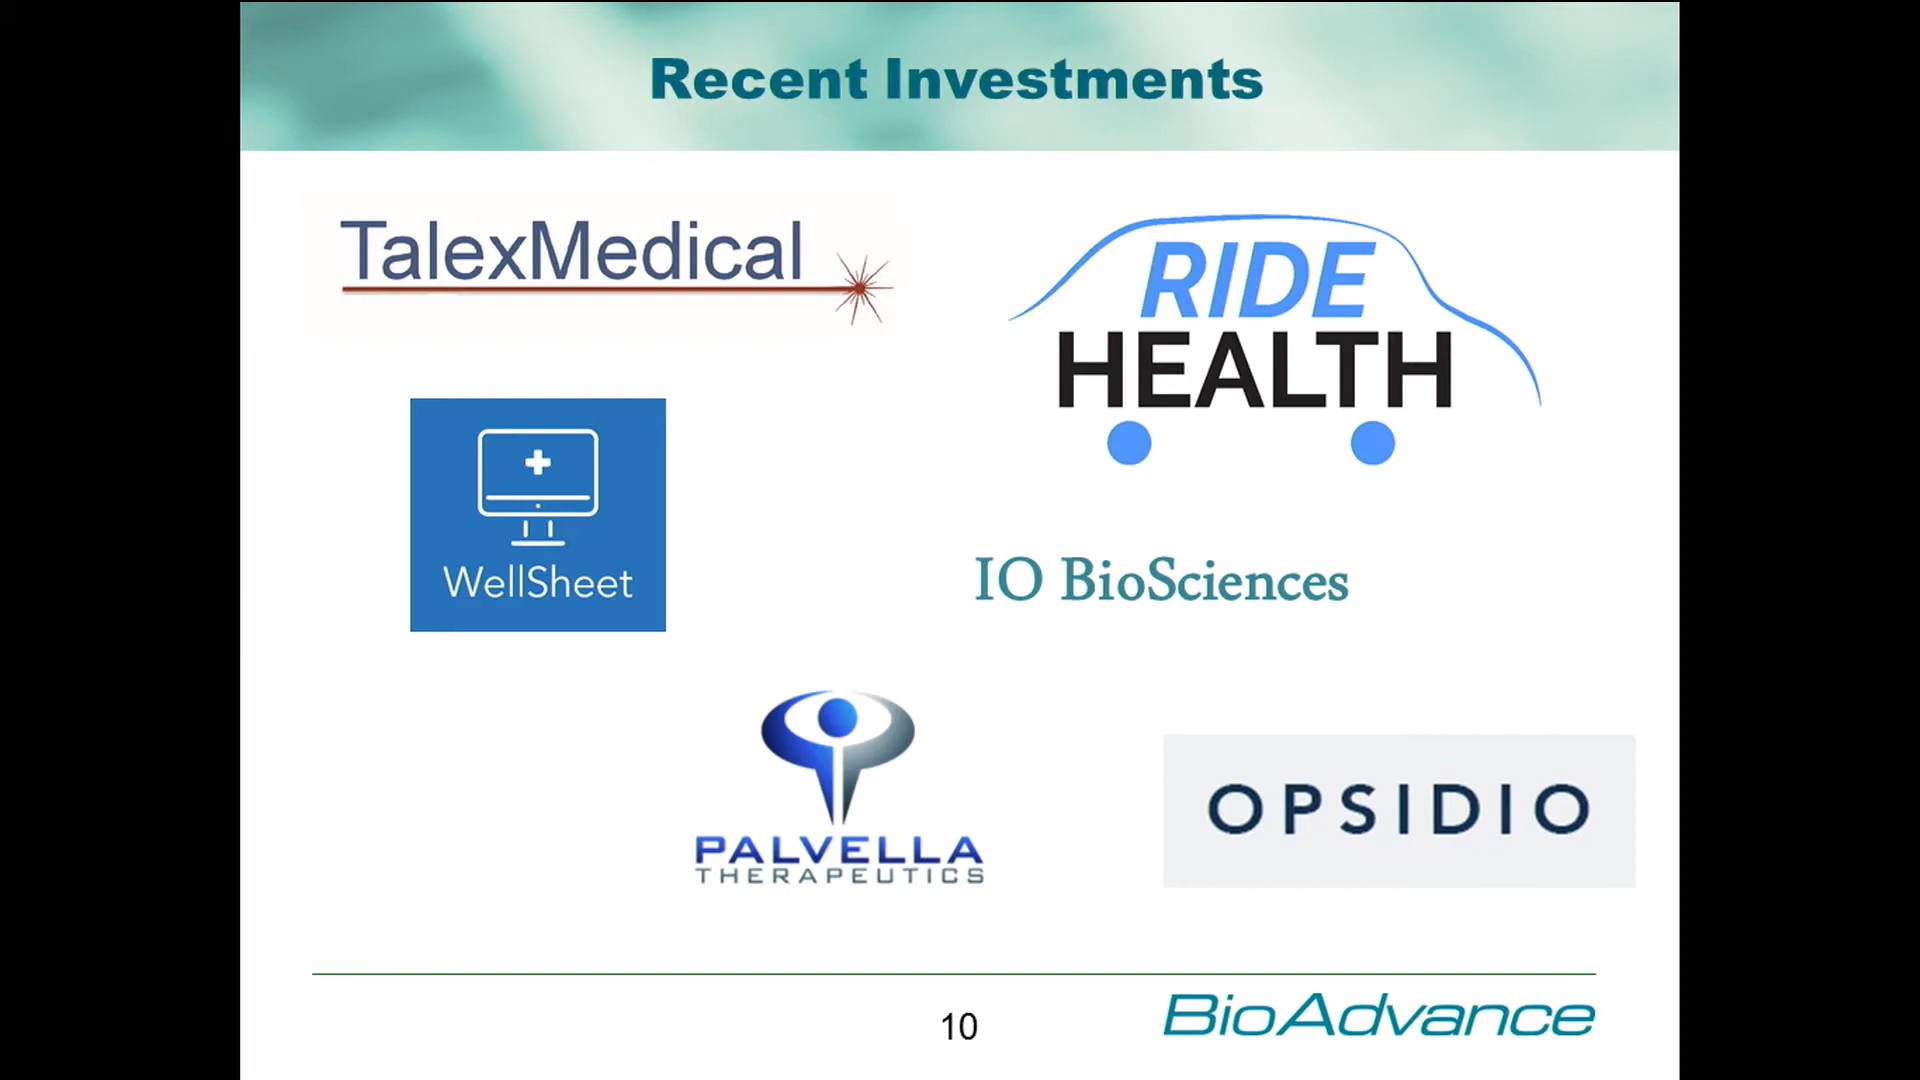 Recent Investments
TalexMedical
RIDE
HEALTH
WellSheet
IO BioSciences
PALVELLA
THERAPEUTICS
OPSIDIO
10
BioAdvance